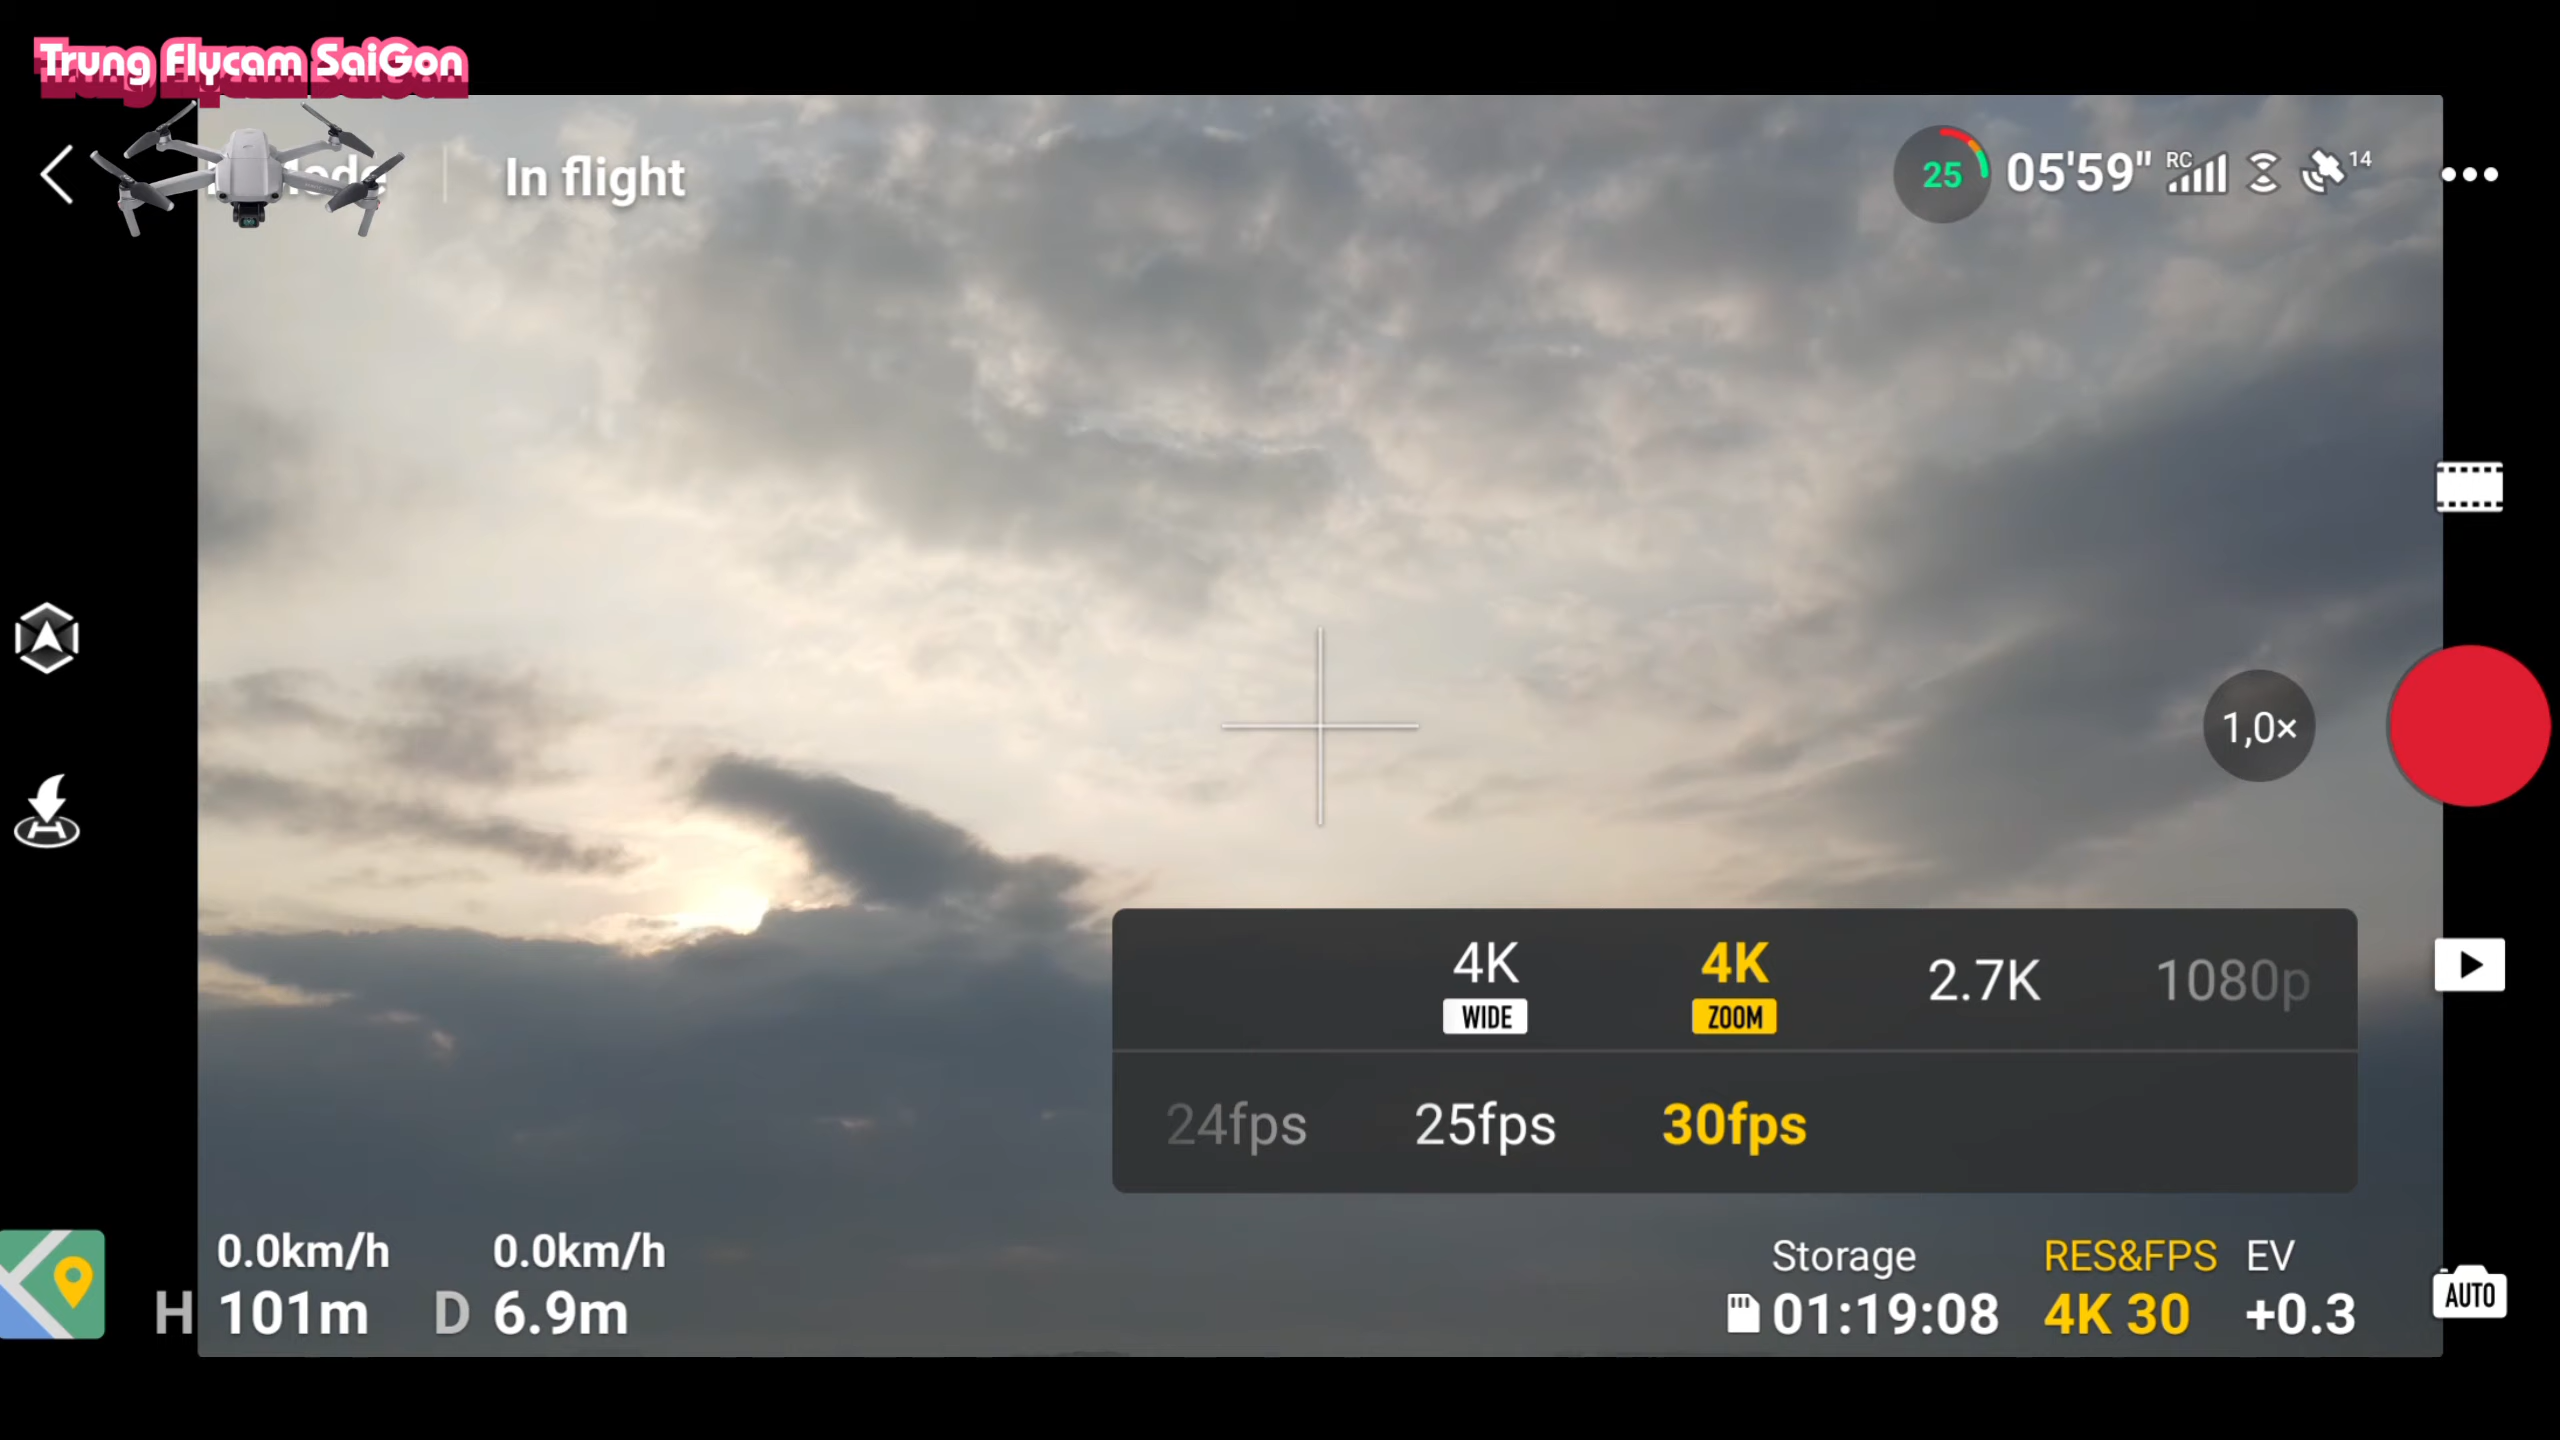 Trung Flycam SaiGon
In flight
25 05'59" RC 14
1,0×
4K 4K 2.7K 1080p
WIDE ZOOM
24fps 25fps 30fps
0.0km/h 0.0km/h
H 101m D 6.9m
Storage RES&FPS EV
01:19:08 4K 30 +0.3
AUTO